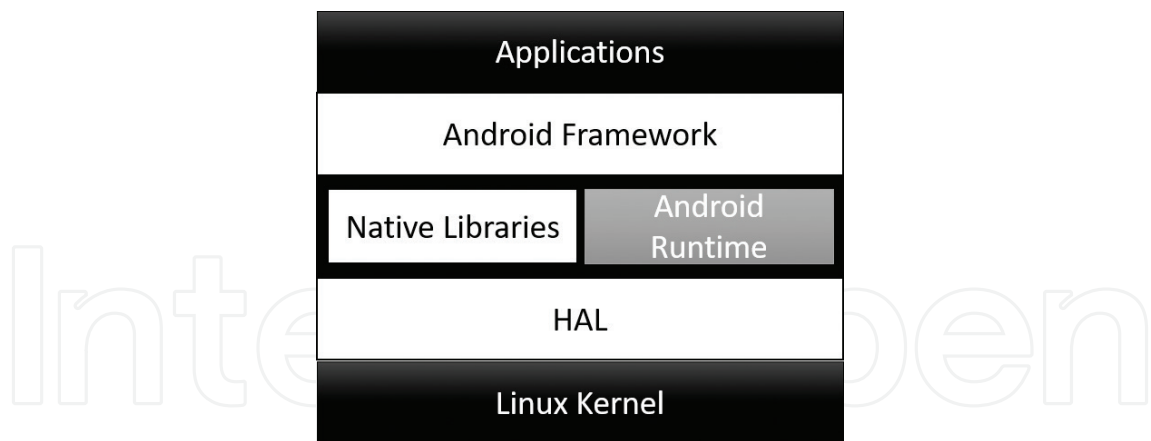 Applications
Android Framework
Native Libraries
Android
Runtime
HAL
Linux Kernel